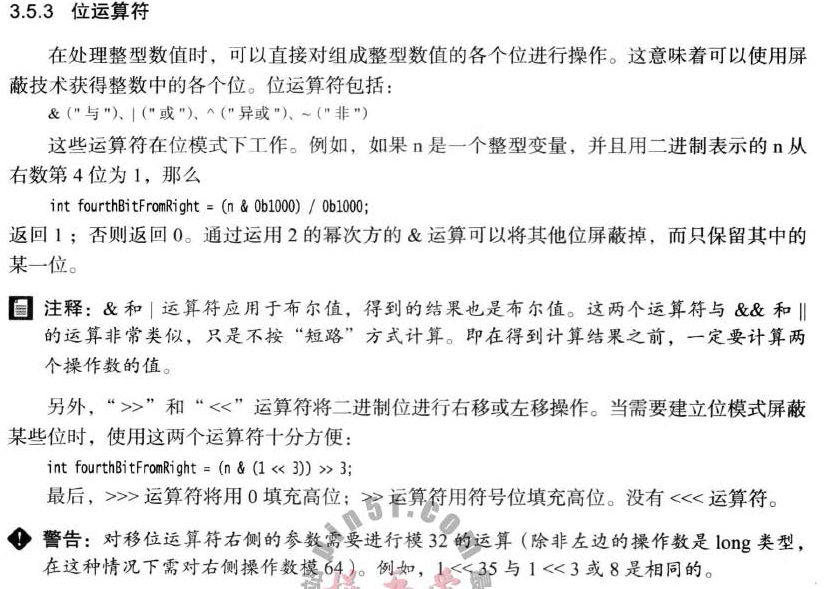 3.5.3 位运算符
在处理整型数值时，可以直接对组成整型数值的各个位进行操作。这意味着可以使用屏
蔽技术获得整数中的各个位。位运算符包括：
& ("与")、| ("或")、^ ("异或")、~ ("非")
这些运算符在位模式下工作。例如，如果 n 是一个整型变量，并且用二进制表示的 n 从
右数第 4 位为 1，那么
int fourthBitFromRight = (n & 0b1000) / 0b1000;
返回 1；否则返回 0。通过运用 2 的幂次方的 & 运算可以将其他位屏蔽掉，而只保留其中的
某一位。
注释：& 和 | 运算符应用于布尔值，得到的结果也是布尔值。这两个运算符与 && 和 ||
的运算非常类似，只是不按“短路”方式计算。即在得到计算结果之前，一定要计算两
个操作数的值。
另外，“>>”和“<<”运算符将二进制位进行右移或左移操作。当需要建立位模式屏蔽
某些位时，使用这两个运算符十分方便：
int fourthBitFromRight = (n & (1 << 3)) >> 3;
最后，>>> 运算符将用 0 填充高位；>> 运算符用符号位填充高位。没有 <<< 运算符。
警告：对移位运算符右侧的参数需要进行模 32 的运算（除非左边的操作数是 long 类型，
在这种情况下需对右侧操作数模 64）。例如，1 << 35 与 1 << 3 或 8 是相同的。